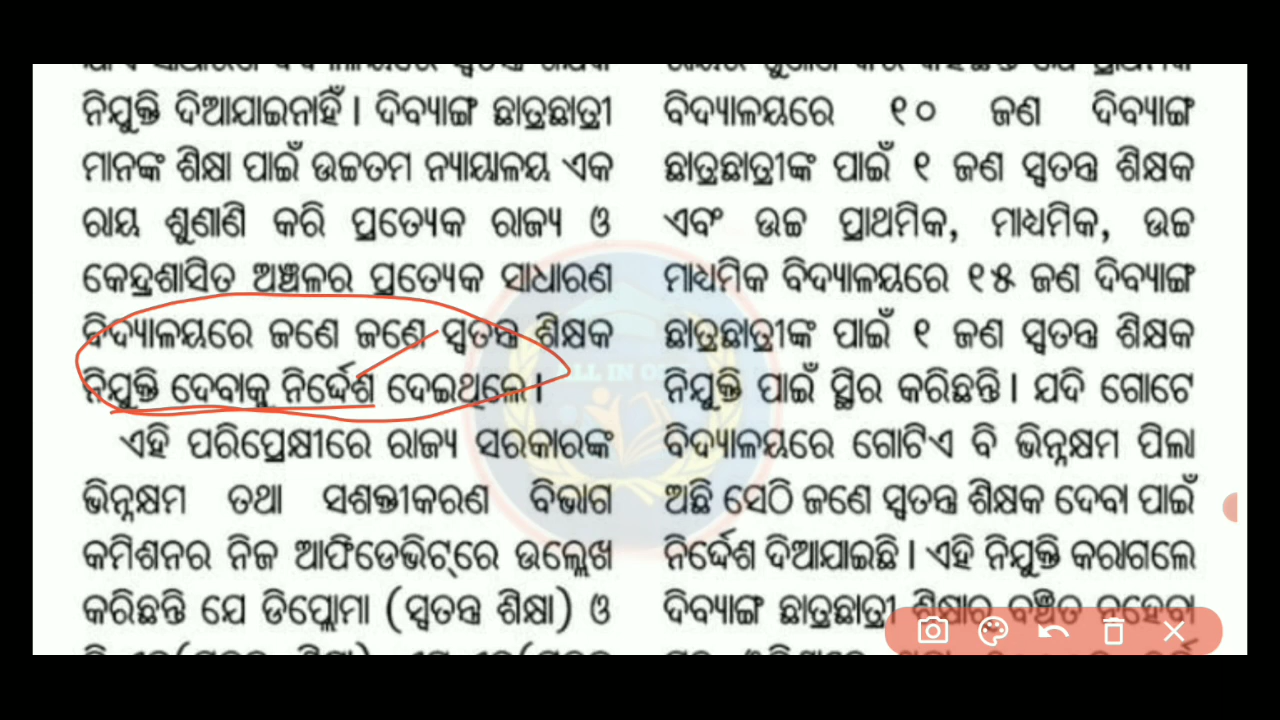 ନିଯୁକ୍ତି ଦିଆଯାଇନାହିଁ । ଦିବ୍ୟାଙ୍ଗ ଛାତ୍ରଛାତ୍ରୀ
ମାନଙ୍କ ଶିକ୍ଷା ପାଇଁ ଉଚ୍ଚତମ ନ୍ୟାୟାଳୟ ଏକ
ରାୟ ଶୁଣାଣି କରି ପ୍ରତ୍ୟେକ ରାଜ୍ୟ ଓ
କେନ୍ଦ୍ରଶାସିତ ଅଞ୍ଚଳର ପ୍ରତ୍ୟେକ ସାଧାରଣ
ବିଦ୍ୟାଳୟରେ ଜଣେ ଜଣେ ସ୍ୱତନ୍ତ୍ର ଶିକ୍ଷକ
ନିଯୁକ୍ତି ଦେବାକୁ ନିର୍ଦ୍ଦେଶ ଦେଇଥିଲେ ।
ଏହି ପରିପ୍ରେକ୍ଷୀରେ ରାଜ୍ୟ ସରକାରଙ୍କ
ଭିନ୍ନକ୍ଷମ ତଥା ସଶକ୍ତୀକରଣ ବିଭାଗ
କମିଶନର ନିଜ ଆଫିଡେଭିଟ୍‌ରେ ଉଲ୍ଲେଖ
କରିଛନ୍ତି ଯେ ଡିପ୍ଲୋମା (ସ୍ୱତନ୍ତ୍ର ଶିକ୍ଷା) ଓ
ବିଦ୍ୟାଳୟରେ ୧୦ ଜଣ ଦିବ୍ୟାଙ୍ଗ
ଛାତ୍ରଛାତ୍ରୀଙ୍କ ପାଇଁ ୧ ଜଣ ସ୍ୱତନ୍ତ୍ର ଶିକ୍ଷକ
ଏବଂ ଉଚ୍ଚ ପ୍ରାଥମିକ, ମାଧ୍ୟମିକ, ଉଚ୍ଚ
ମାଧ୍ୟମିକ ବିଦ୍ୟାଳୟରେ ୧୫ ଜଣ ଦିବ୍ୟାଙ୍ଗ
ଛାତ୍ରଛାତ୍ରୀଙ୍କ ପାଇଁ ୧ ଜଣ ସ୍ୱତନ୍ତ୍ର ଶିକ୍ଷକ
ନିଯୁକ୍ତି ପାଇଁ ସ୍ଥିର କରିଛନ୍ତି । ଯଦି ଗୋଟେ
ବିଦ୍ୟାଳୟରେ ଗୋଟିଏ ବି ଭିନ୍ନକ୍ଷମ ପିଲା
ଅଛି ସେଠି ଜଣେ ସ୍ୱତନ୍ତ୍ର ଶିକ୍ଷକ ଦେବା ପାଇଁ
ନିର୍ଦ୍ଦେଶ ଦିଆଯାଇଛି । ଏହି ନିଯୁକ୍ତି କରାଗଲେ
ଦିବ୍ୟାଙ୍ଗ ଛାତ୍ରଛାତ୍ରୀ ଶିକ୍ଷାରୁ ବଞ୍ଚିତ ନହେବା